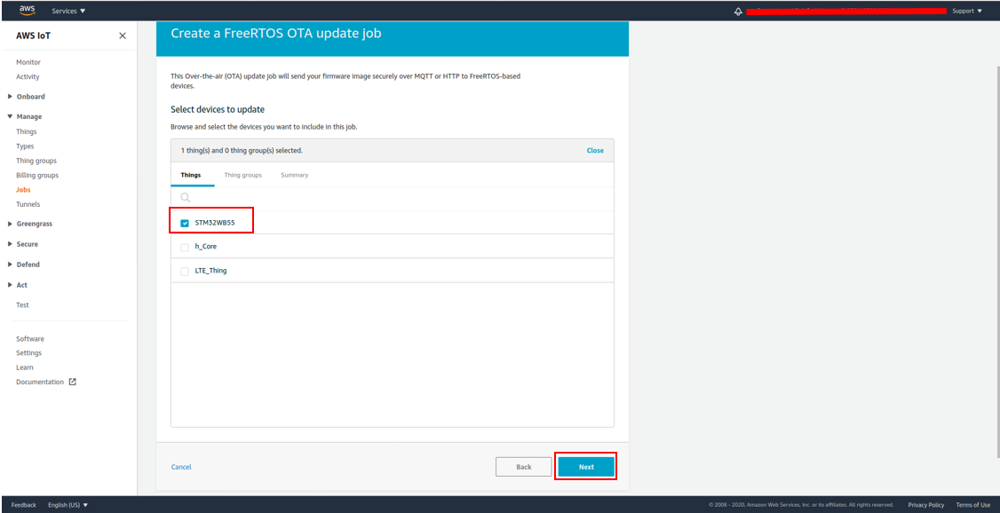 aws
Services
Support
AWS IoT
Monitor
Activity
Onboard
Manage
Things
Types
Thing groups
Billing groups
Jobs
Tunnels
Greengrass
Secure
Defend
Act
Test
Software
Settings
Learn
Documentation
Create a FreeRTOS OTA update job
This Over-the-air (OTA) update job will send your firmware image securely over MQTT or HTTP to FreeRTOS-based
devices.
Select devices to update
Browse and select the devices you want to include in this job.
1 thing(s) and 0 thing group(s) selected. Close
Things Thing groups Summary
STM32WB55
h_Core
LTE_Thing
Cancel Back Next
Feedback English (US) © 2008 - 2020, Amazon Web Services, Inc. or its affiliates. All rights reserved. Privacy Policy Terms of Use